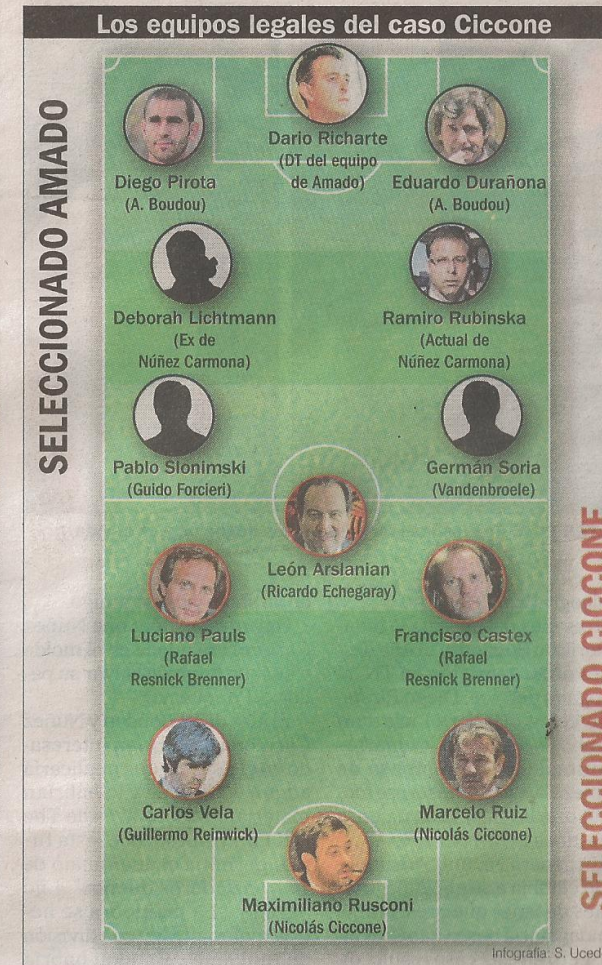 Los equipos legales del caso Ciccone
SELECCIONADO AMADO
Dario Richarte
(DT del equipo
de Amado)
Diego Pirota
(A. Boudou)
Eduardo Durañona
(A. Boudou)
Deborah Lichtmann
(Ex de
Núñez Carmona)
Ramiro Rubinska
(Actual de
Núñez Carmona)
Pablo Slonimski
(Guido Forcieri)
Germán Soria
(Vandenbroele)
SELECCIONADO CICCONE
León Arslanian
(Ricardo Echegaray)
Luciano Pauls
(Rafael
Resnick Brenner)
Francisco Castex
(Rafael
Resnick Brenner)
Carlos Vela
(Guillermo Reinwick)
Marcelo Ruiz
(Nicolás Ciccone)
Maximiliano Rusconi
(Nicolás Ciccone)
Infografía: S. Uced